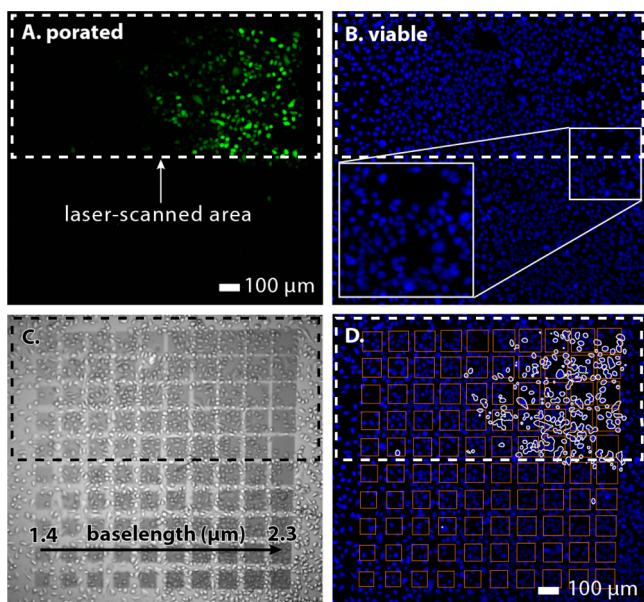 A. porated
B. viable
laser-scanned area
100 μm
C.
D.
1.4 baselength (μm) 2.3
100 μm